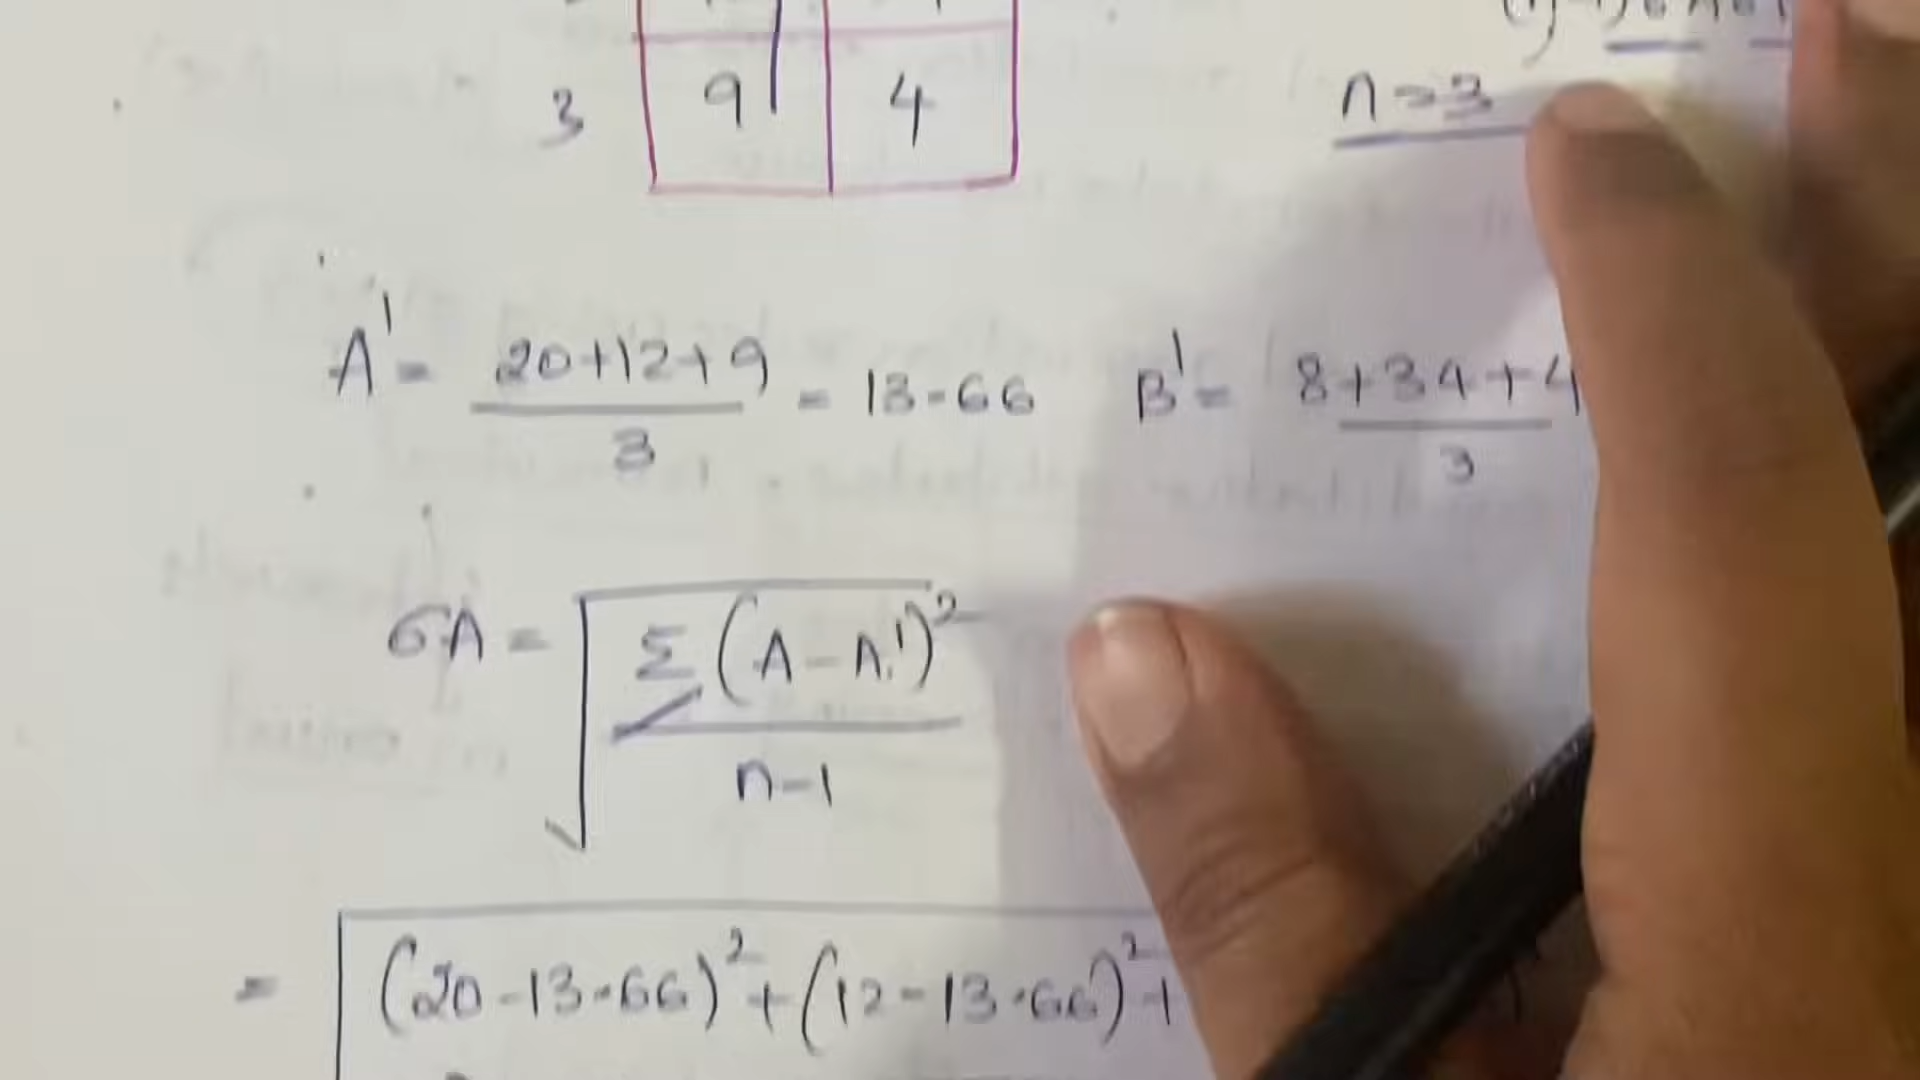 3 9 4
n=3
A' = 20+12+9 / 3 = 13.66 B' = 8+34+4 / 3
σA = √ Σ(A-A')² / n-1
= √ (20-13.66)² + (12-13.66)² +